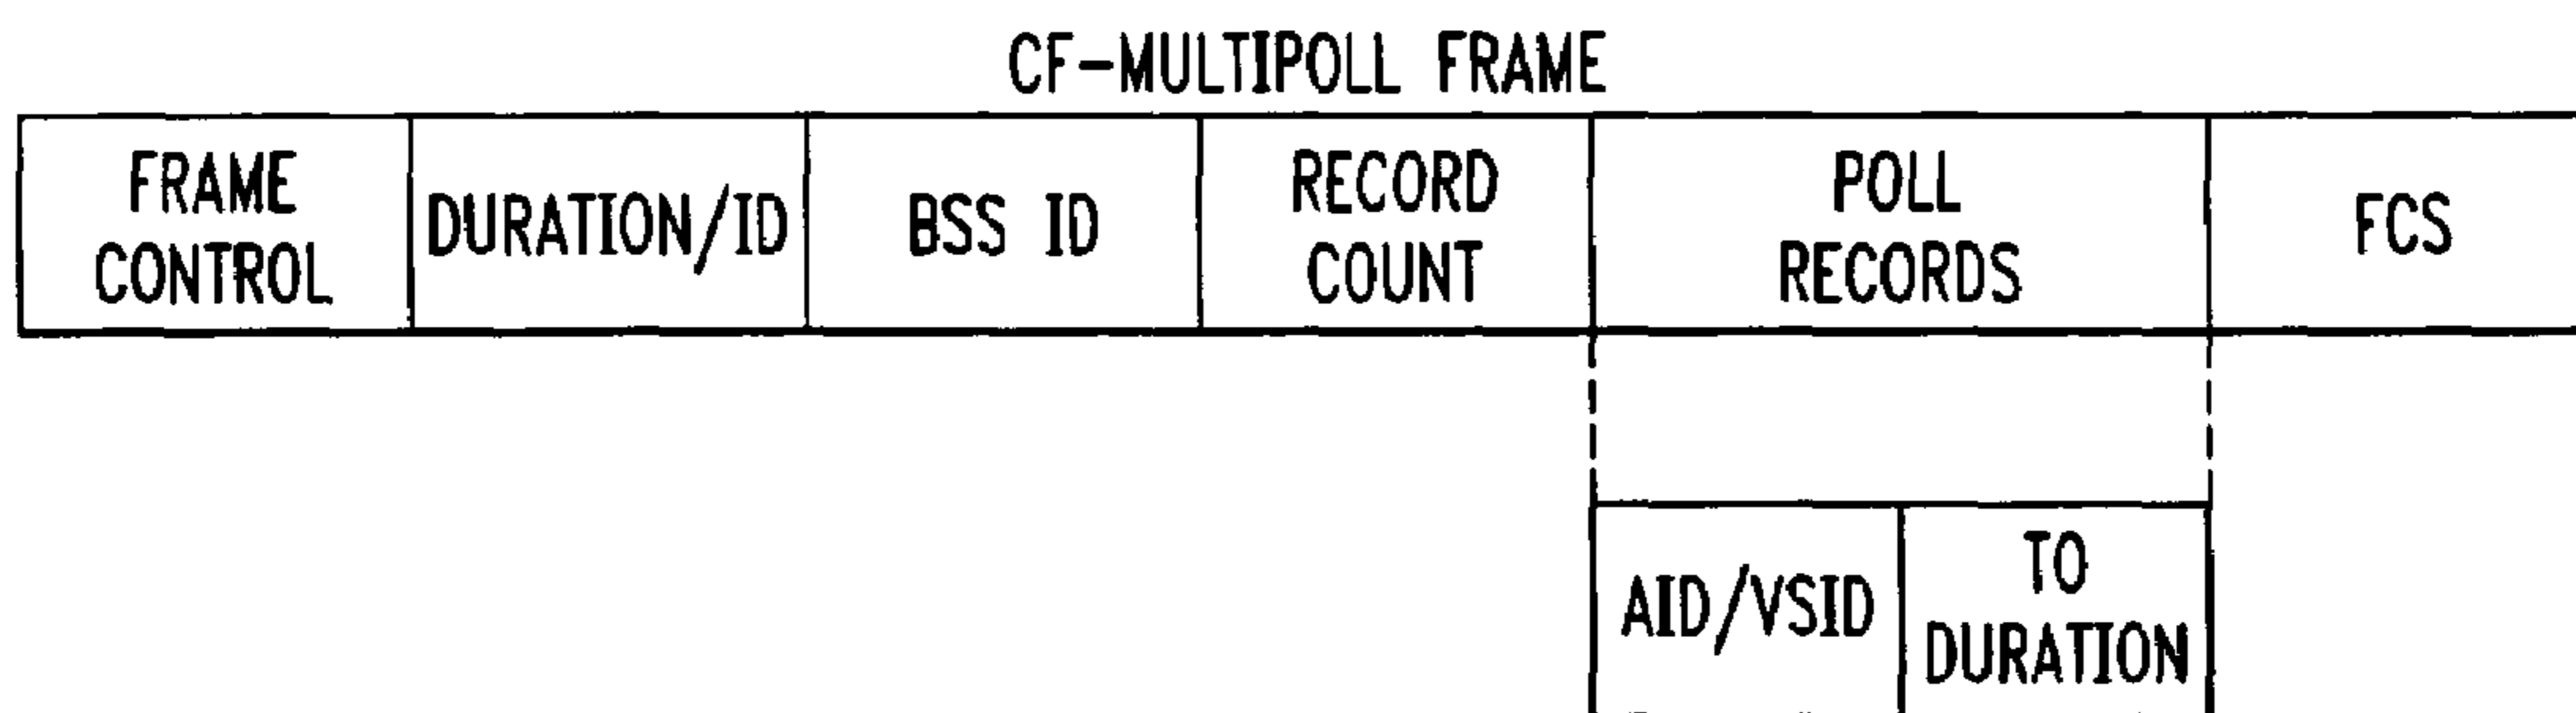 CF-MULTIPOLL FRAME
FRAME
CONTROL
DURATION/ID
BSS ID
RECORD
COUNT
POLL
RECORDS
FCS
AID/VSID
TO
DURATION